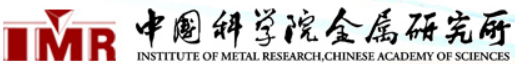 IMR 中国科学院金属研究所
INSTITUTE OF METAL RESEARCH,CHINESE ACADEMY OF SCIENCES